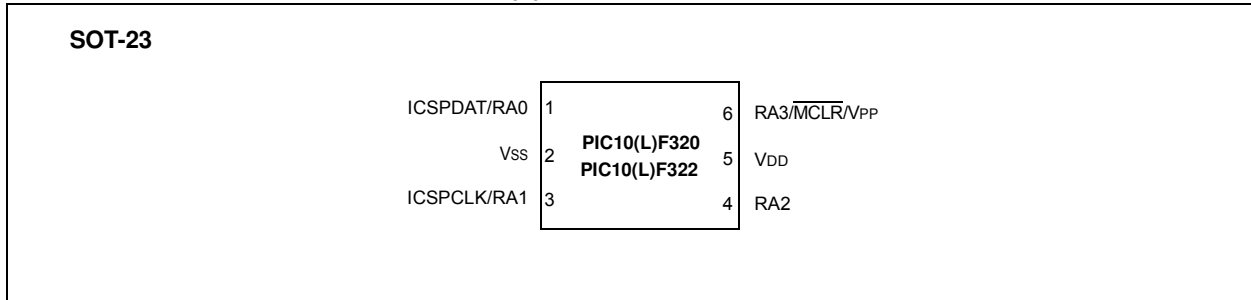 SOT-23
ICSPDAT/RA0 1 6 RA3/MCLR/VPP
PIC10(L)F320
VSS 2 5 VDD
PIC10(L)F322
ICSPCLK/RA1 3 4 RA2